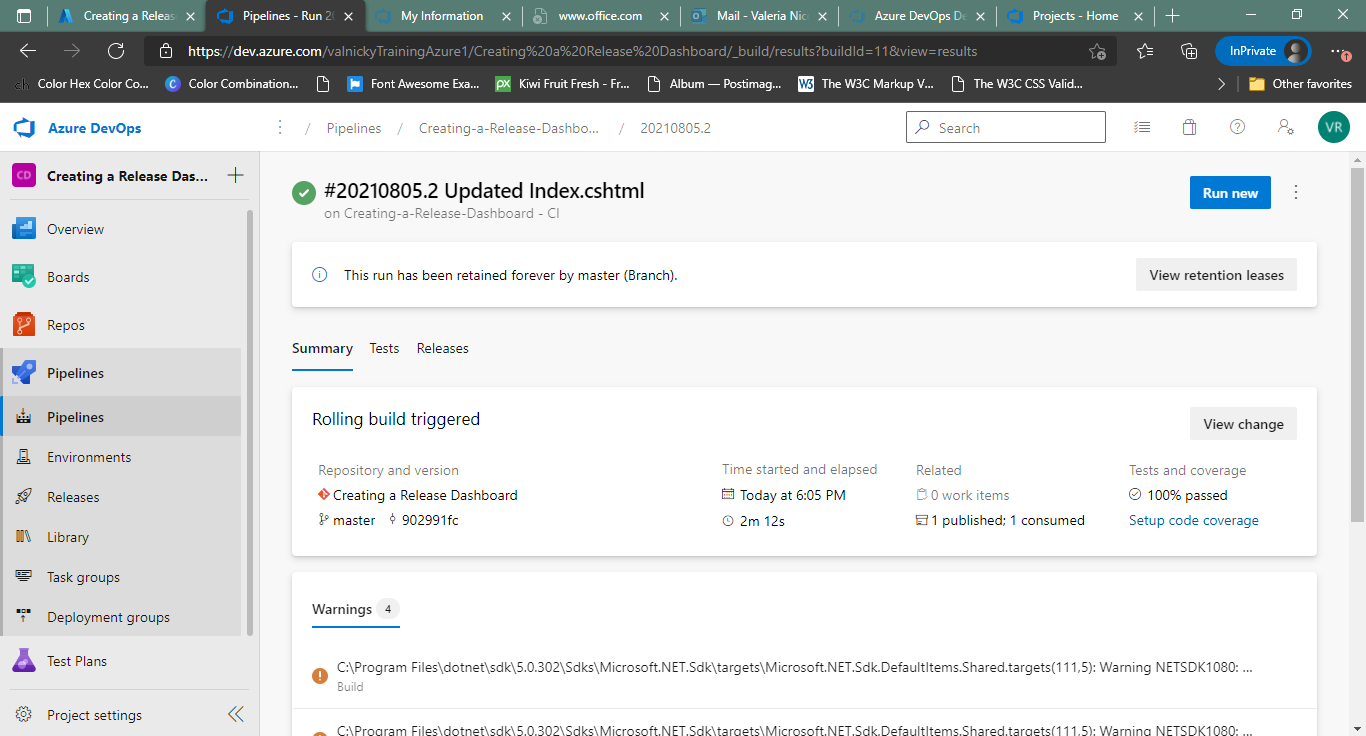 Creating a Releas
Pipelines - Run 20
My Information
www.office.com
Mail - Valeria Nic
Azure DevOps De
Projects - Home
https://dev.azure.com/valnickyTrainingAzure1/Creating%20a%20Release%20Dashboard/_build/results?buildId=11&view=results
InPrivate
Color Hex Color Co...
Color Combination...
Font Awesome Exa...
Kiwi Fruit Fresh - Fr...
Album — Postimag...
The W3C Markup V...
The W3C CSS Valid...
Other favorites
Azure DevOps
/ Pipelines / Creating-a-Release-Dashbo... / 20210805.2
Search
VR
CD Creating a Release Das...
Overview
Boards
Repos
Pipelines
Pipelines
Environments
Releases
Library
Task groups
Deployment groups
Test Plans
Project settings
#20210805.2 Updated Index.cshtml
on Creating-a-Release-Dashboard - CI
Run new
This run has been retained forever by master (Branch).
View retention leases
Summary Tests Releases
Rolling build triggered
View change
Repository and version
Creating a Release Dashboard
master 902991fc
Time started and elapsed
Today at 6:05 PM
2m 12s
Related
0 work items
1 published; 1 consumed
Tests and coverage
100% passed
Setup code coverage
Warnings 4
C:\Program Files\dotnet\sdk\5.0.302\Sdks\Microsoft.NET.Sdk\targets\Microsoft.NET.Sdk.DefaultItems.Shared.targets(111,5): Warning NETSDK1080: ...
Build
C:\Program Files\dotnet\sdk\5.0.302\Sdks\Microsoft.NET.Sdk\targets\Microsoft.NET.Sdk.DefaultItems.Shared.targets(111,5): Warning NETSDK1080: ...